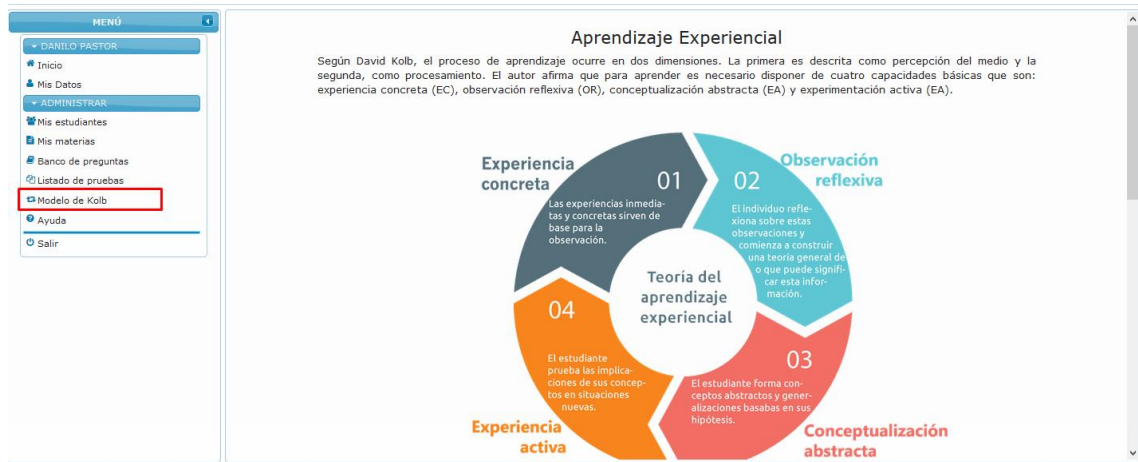 MENÚ
DANILO PASTOR
Inicio
Mis Datos
ADMINISTRAR
Mis estudiantes
Mis materias
Banco de preguntas
Listado de pruebas
Modelo de Kolb
Ayuda
Salir
Aprendizaje Experiencial
Según David Kolb, el proceso de aprendizaje ocurre en dos dimensiones. La primera es descrita como percepción del medio y la
segunda, como procesamiento. El autor afirma que para aprender es necesario disponer de cuatro capacidades básicas que son:
experiencia concreta (EC), observación reflexiva (OR), conceptualización abstracta (EA) y experimentación activa (EA).
Experiencia
concreta
01
Las experiencias inmedia-
tas y concretas sirven de
base para la
observación.
02
Observación
reflexiva
El individuo refle-
xiona sobre estas
observaciones y
comienza a construir
una teoría general de
o que puede signifi-
car esta infor-
mación.
Teoría del
aprendizaje
experiencial
03
El estudiante forma con-
ceptos abstractos y gener-
alizaciones basabas en sus
hipótesis.
Conceptualización
abstracta
04
El estudiante
prueba las implica-
ciones de sus concep-
tos en situaciones
nuevas.
Experiencia
activa